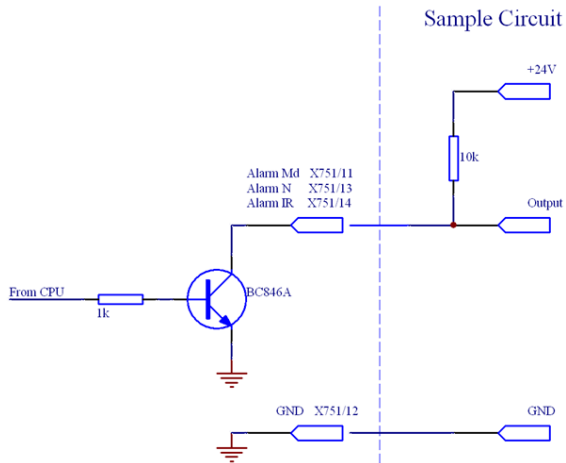 Sample Circuit
+24V
10k
Alarm Md X751/11
Alarm N X751/13
Alarm IR X751/14
Output
From CPU
BC846A
1k
GND X751/12
GND